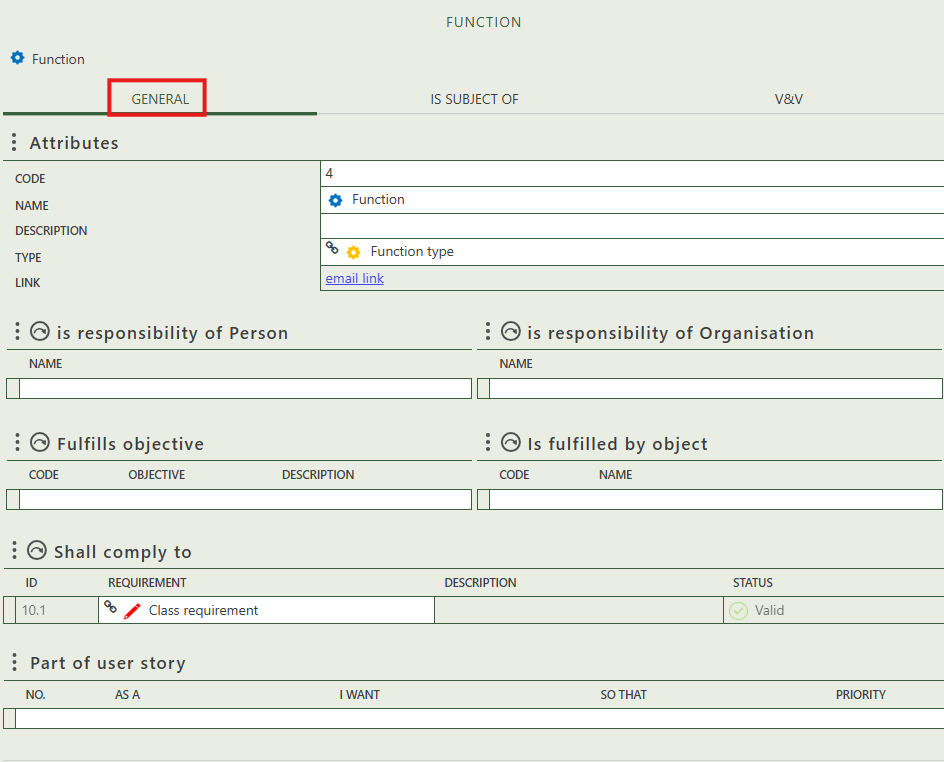 FUNCTION
Function
GENERAL IS SUBJECT OF V&V
Attributes
CODE 4
NAME Function
DESCRIPTION
TYPE Function type
LINK email link
is responsibility of Person is responsibility of Organisation
NAME NAME
Fulfills objective Is fulfilled by object
CODE OBJECTIVE DESCRIPTION CODE NAME
Shall comply to
ID REQUIREMENT DESCRIPTION STATUS
10.1 Class requirement Valid
Part of user story
NO. AS A I WANT SO THAT PRIORITY